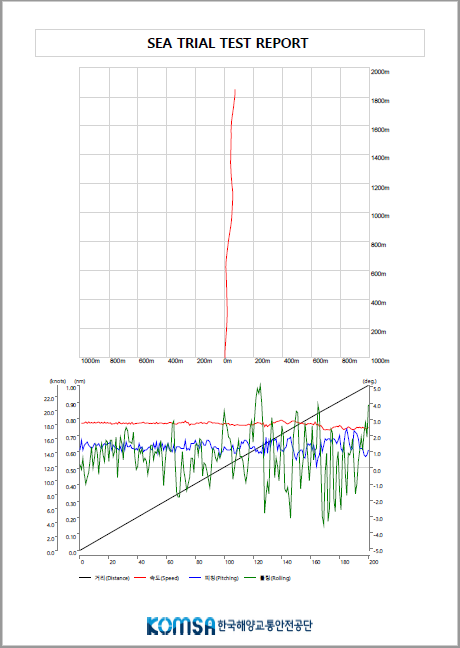 SEA TRIAL TEST REPORT
2000m
1800m
1600m
1400m
1200m
1000m
800m
600m
400m
200m
1000m 800m 600m 400m 200m 0m 200m 400m 600m 800m 1000m
(knots) (nm) (deg.)
22.0 1.00 5.0
20.0 0.90 4.0
18.0 0.80 3.0
16.0 0.70 2.0
14.0 0.60 1.0
12.0 0.50 0.0
10.0 0.40 -1.0
8.0 0.30 -2.0
6.0 0.20 -3.0
4.0 0.10 -4.0
2.0 0.0 -5.0
0.0
0 20 40 60 80 100 120 140 160 180 200
거리(Distance) 속도(Speed) 피칭(Pitching) 롤링(Rolling)
KOMSA 한국해양교통안전공단